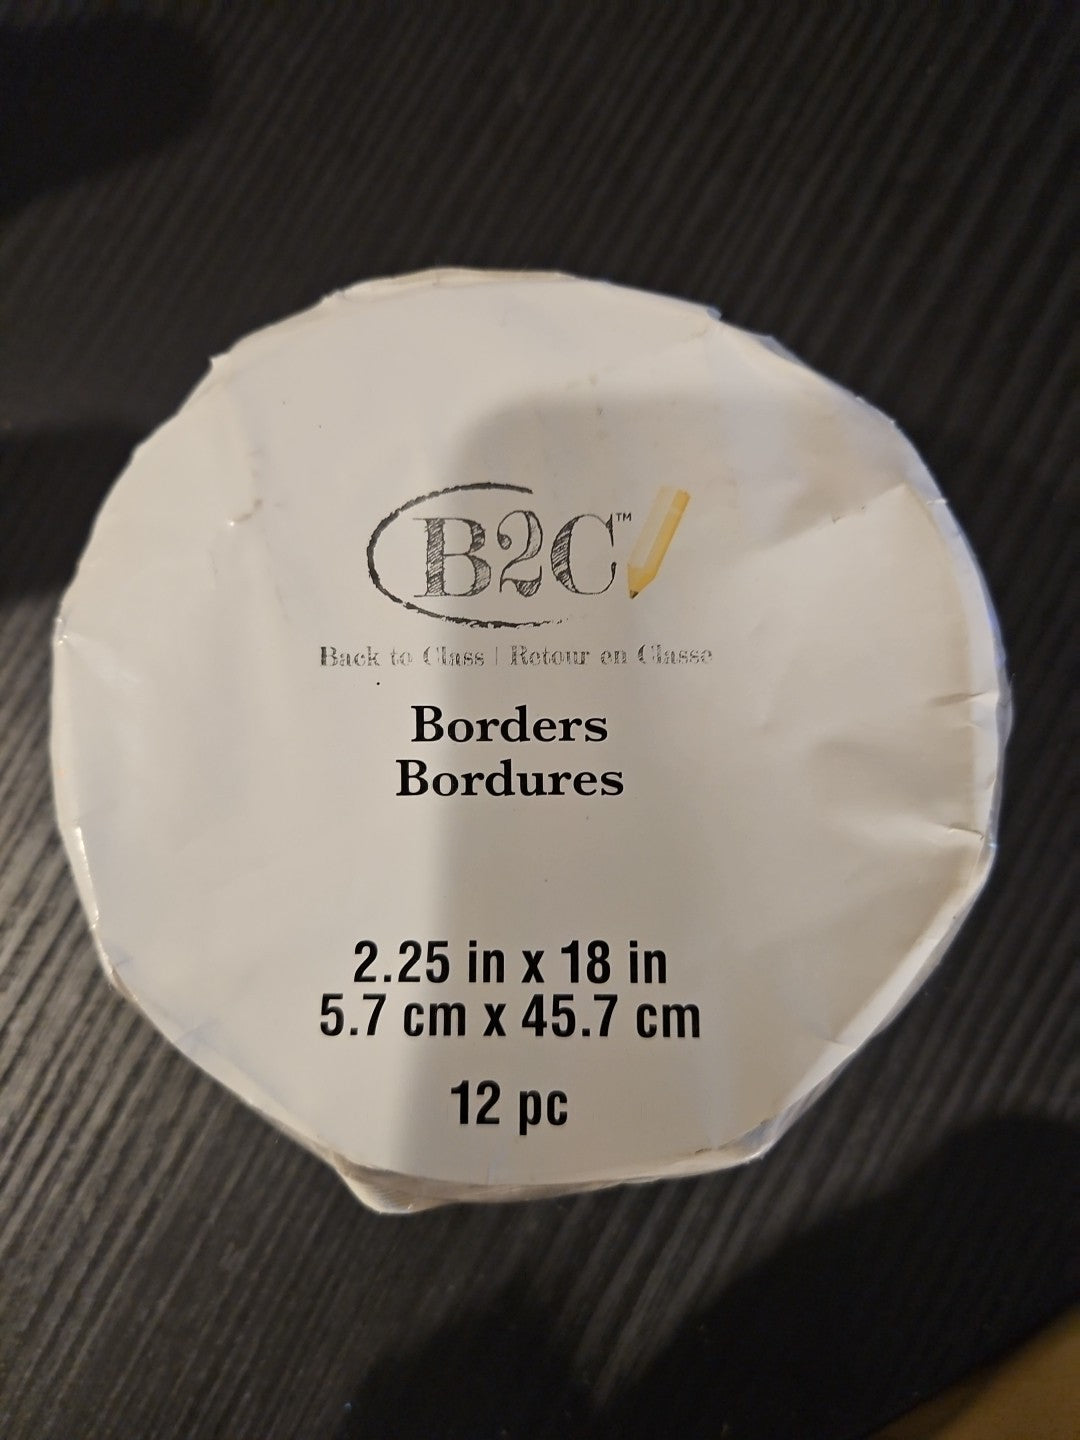 B2C™
Back to Class | Retour en Classe
Borders
Bordures
2.25 in x 18 in
5.7 cm x 45.7 cm
12 pc